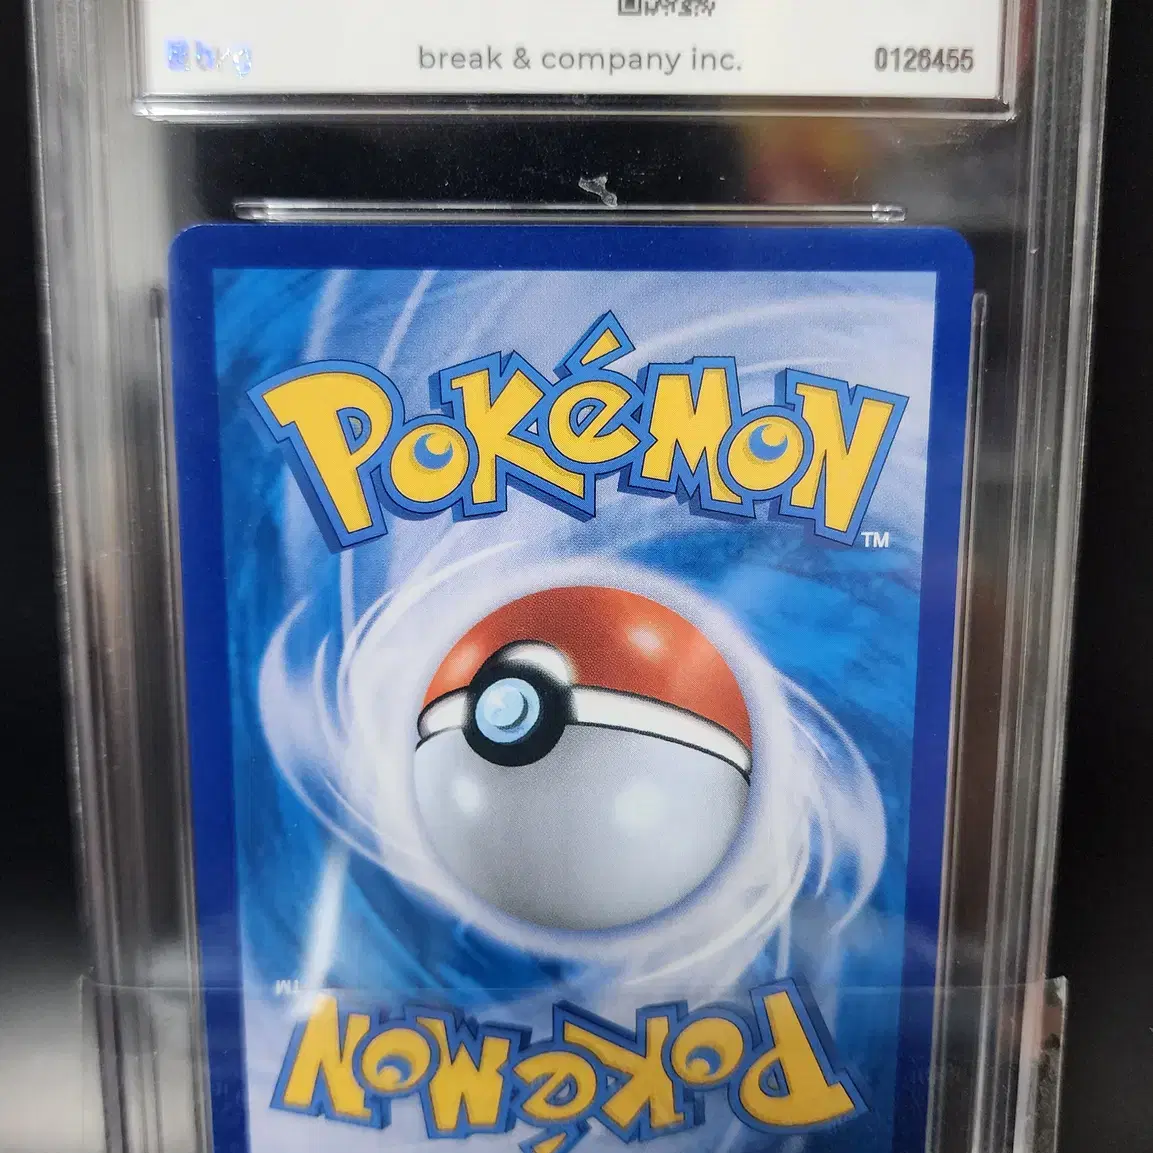 brg break & company inc. 0126455
POKéMON
TM
TM
POKéMON